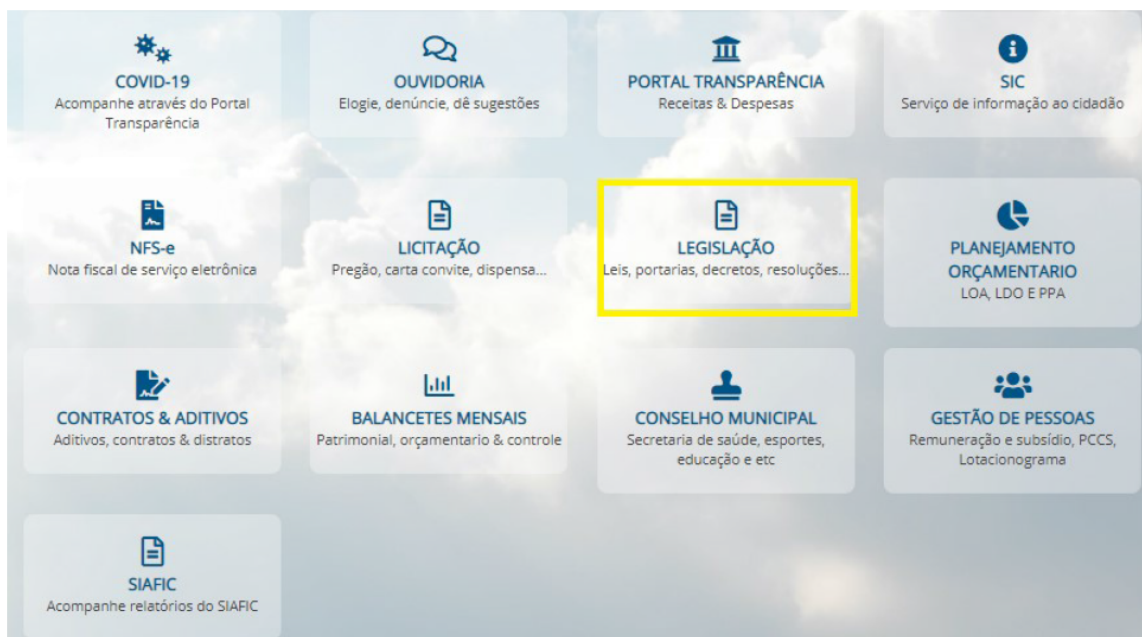 COVID-19
Acompanhe através do Portal
Transparência
OUVIDORIA
Elogie, denúncie, dê sugestões
PORTAL TRANSPARÊNCIA
Receitas & Despesas
SIC
Serviço de informação ao cidadão
NFS-e
Nota fiscal de serviço eletrônica
LICITAÇÃO
Pregão, carta convite, dispensa...
LEGISLAÇÃO
Leis, portarias, decretos, resoluções...
PLANEJAMENTO
ORÇAMENTARIO
LOA, LDO E PPA
CONTRATOS & ADITIVOS
Aditivos, contratos & distratos
BALANCETES MENSAIS
Patrimonial, orçamentario & controle
CONSELHO MUNICIPAL
Secretaria de saúde, esportes,
educação e etc
GESTÃO DE PESSOAS
Remuneração e subsídio, PCCS,
Lotacionograma
SIAFIC
Acompanhe relatórios do SIAFIC